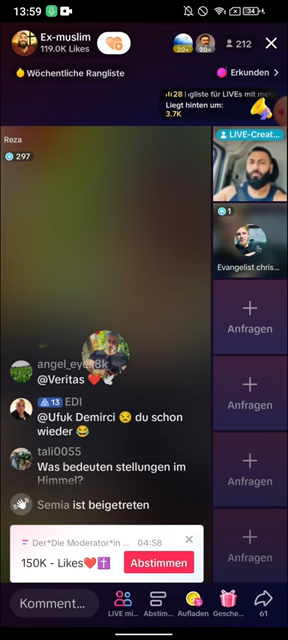 13:59
Ex-muslim
119.0K Likes
20+
20+
212
Wöchentliche Rangliste
Erkunden >
28
gliste für LIVEs mit meh
Liegt hinten um:
3.7K
Reza
297
LIVE-Creat...
1
Evangelist chris...
Anfragen
Anfragen
Anfragen
Anfragen
angel_eyes8k
@Veritas ❤️🕊️
13 EDI
@Ufuk Demirci 😒 du schon
wieder 😂
tali0055
Was bedeuten stellungen im
Himmel?
Semia ist beigetreten
Der*Die Moderator*in ...
04:58
150K - Likes❤️✝️
Abstimmen
Komment...
LIVE mi...
Abstim...
Aufladen
Gesche...
61